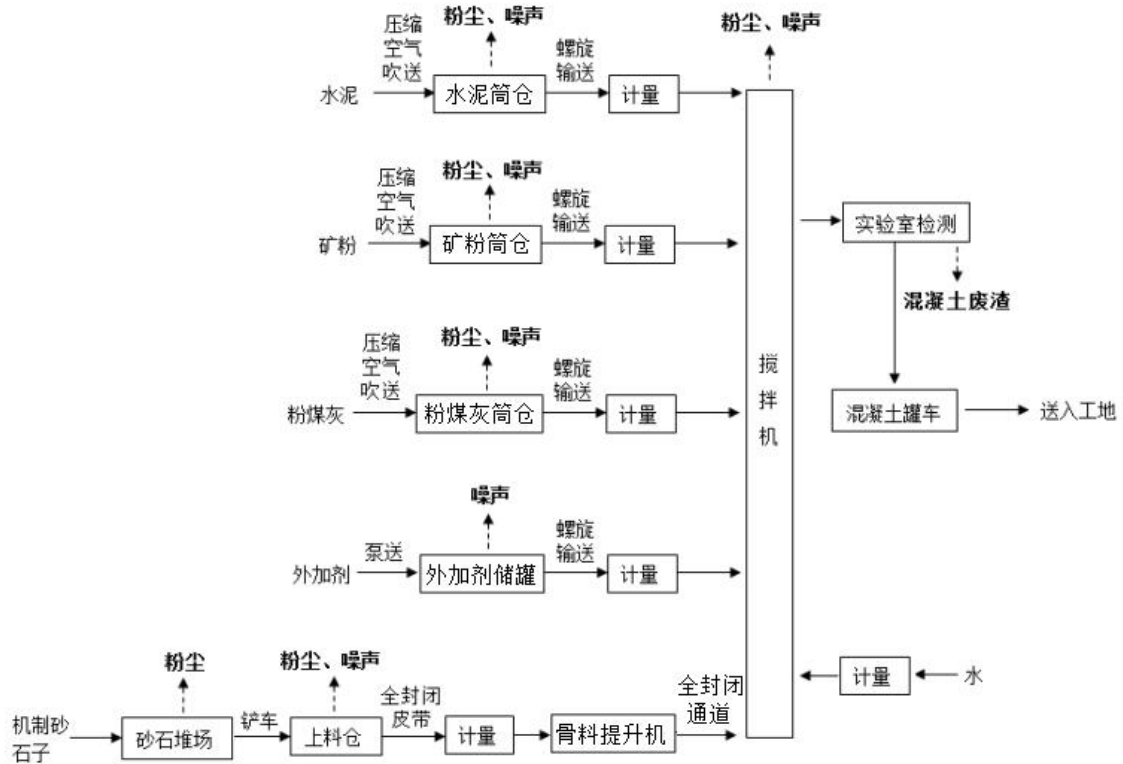 粉尘、噪声
粉尘、噪声
压缩
空气
吹送
螺旋
输送
水泥
水泥筒仓
计量
粉尘、噪声
压缩
空气
吹送
螺旋
输送
矿粉
矿粉筒仓
计量
实验室检测
混凝土废渣
粉尘、噪声
压缩
空气
吹送
螺旋
输送
粉煤灰
粉煤灰筒仓
计量
搅
拌
机
混凝土罐车
送入工地
噪声
泵送
螺旋
输送
外加剂
外加剂储罐
计量
粉尘
粉尘、噪声
全封闭
通道
计量
水
机制砂
石子
砂石堆场
铲车
上料仓
全封闭
皮带
计量
骨料提升机